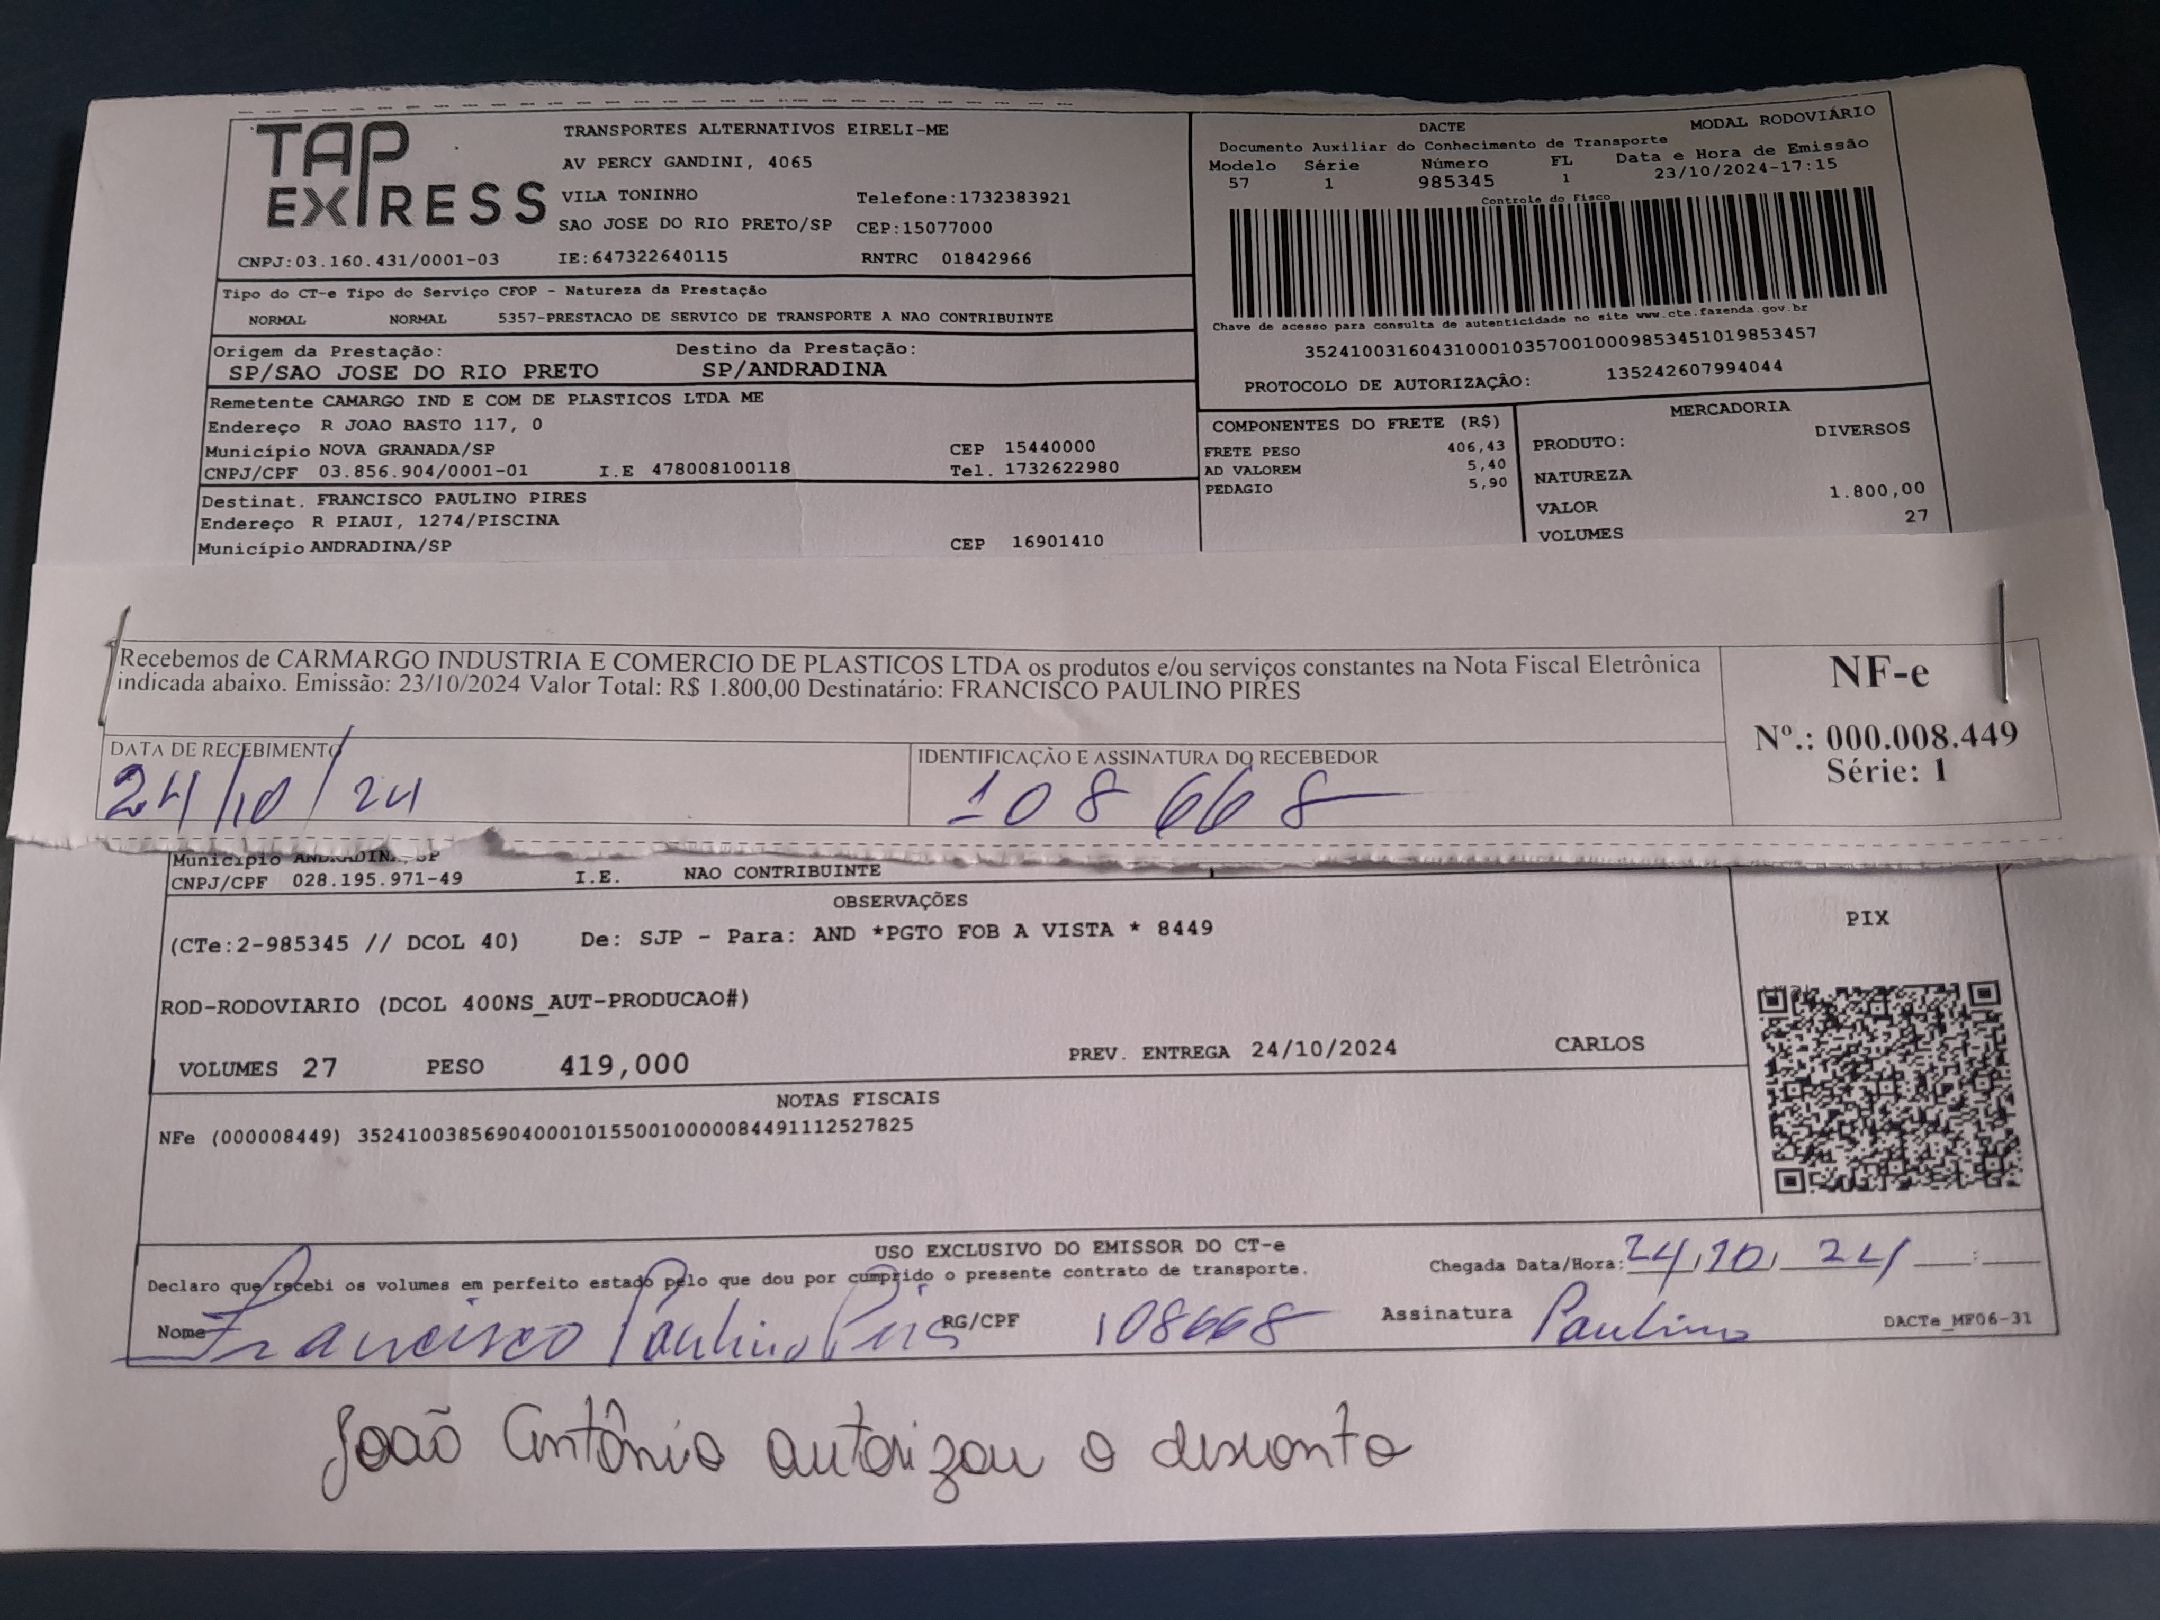 TAP EXPRESS
TRANSPORTES ALTERNATIVOS EIRELI-ME
AV PERCY GANDINI, 4065
VILA TONINHO Telefone:1732383921
SAO JOSE DO RIO PRETO/SP CEP:15077000
CNPJ:03.160.431/0001-03 IE:647322640115 RNTRC 01842966
DACTE MODAL RODOVIÁRIO
Documento Auxiliar do Conhecimento de Transporte
Modelo Série Número FL Data e Hora de Emissão
57 1 985345 1 23/10/2024-17:15
Controle do Fisco
Chave de acesso para consulta de autenticidade no site www.cte.fazenda.gov.br
35241003160431000103570010009853451019853457
PROTOCOLO DE AUTORIZAÇÃO: 135242607994044
Tipo do CT-e Tipo do Serviço CFOP - Natureza da Prestação
NORMAL NORMAL 5357-PRESTACAO DE SERVICO DE TRANSPORTE A NAO CONTRIBUINTE
Origem da Prestação: Destino da Prestação:
SP/SAO JOSE DO RIO PRETO SP/ANDRADINA
Remetente CAMARGO IND E COM DE PLASTICOS LTDA ME
Endereço R JOAO BASTO 117, 0
Município NOVA GRANADA/SP CEP 15440000
CNPJ/CPF 03.856.904/0001-01 I.E 478008100118 Tel. 1732622980
Destinat. FRANCISCO PAULINO PIRES
Endereço R PIAUI, 1274/PISCINA
Município ANDRADINA/SP CEP 16901410
COMPONENTES DO FRETE (R$)
FRETE PESO 406,43
AD VALOREM 5,40
PEDAGIO 5,90
MERCADORIA
PRODUTO: DIVERSOS
NATUREZA
VALOR 1.800,00
VOLUMES 27
Recebemos de CARMARGO INDUSTRIA E COMERCIO DE PLASTICOS LTDA os produtos e/ou serviços constantes na Nota Fiscal Eletrônica
indicada abaixo. Emissão: 23/10/2024 Valor Total: R$ 1.800,00 Destinatário: FRANCISCO PAULINO PIRES
NF-e
Nº.: 000.008.449
Série: 1
DATA DE RECEBIMENTO IDENTIFICAÇÃO E ASSINATURA DO RECEBEDOR
24/10/24 108668
Município ANDRADINA/SP
CNPJ/CPF 028.195.971-49 I.E. NAO CONTRIBUINTE
OBSERVAÇÕES
(CTe:2-985345 // DCOL 40) De: SJP - Para: AND *PGTO FOB A VISTA * 8449
ROD-RODOVIARIO (DCOL 400NS_AUT-PRODUCAO#)
VOLUMES 27 PESO 419,000 PREV. ENTREGA 24/10/2024 CARLOS
PIX
NOTAS FISCAIS
NFe (000008449) 35241003856904000101550010000084491112527825
USO EXCLUSIVO DO EMISSOR DO CT-e
Declaro que recebi os volumes em perfeito estado pelo que dou por cumprido o presente contrato de transporte.
Chegada Data/Hora: 24/10/24 :
Nome Francisco Paulino Piris RG/CPF 108668 Assinatura Paulino DACTe_MF06-31
João Antônio autorizou o desconto